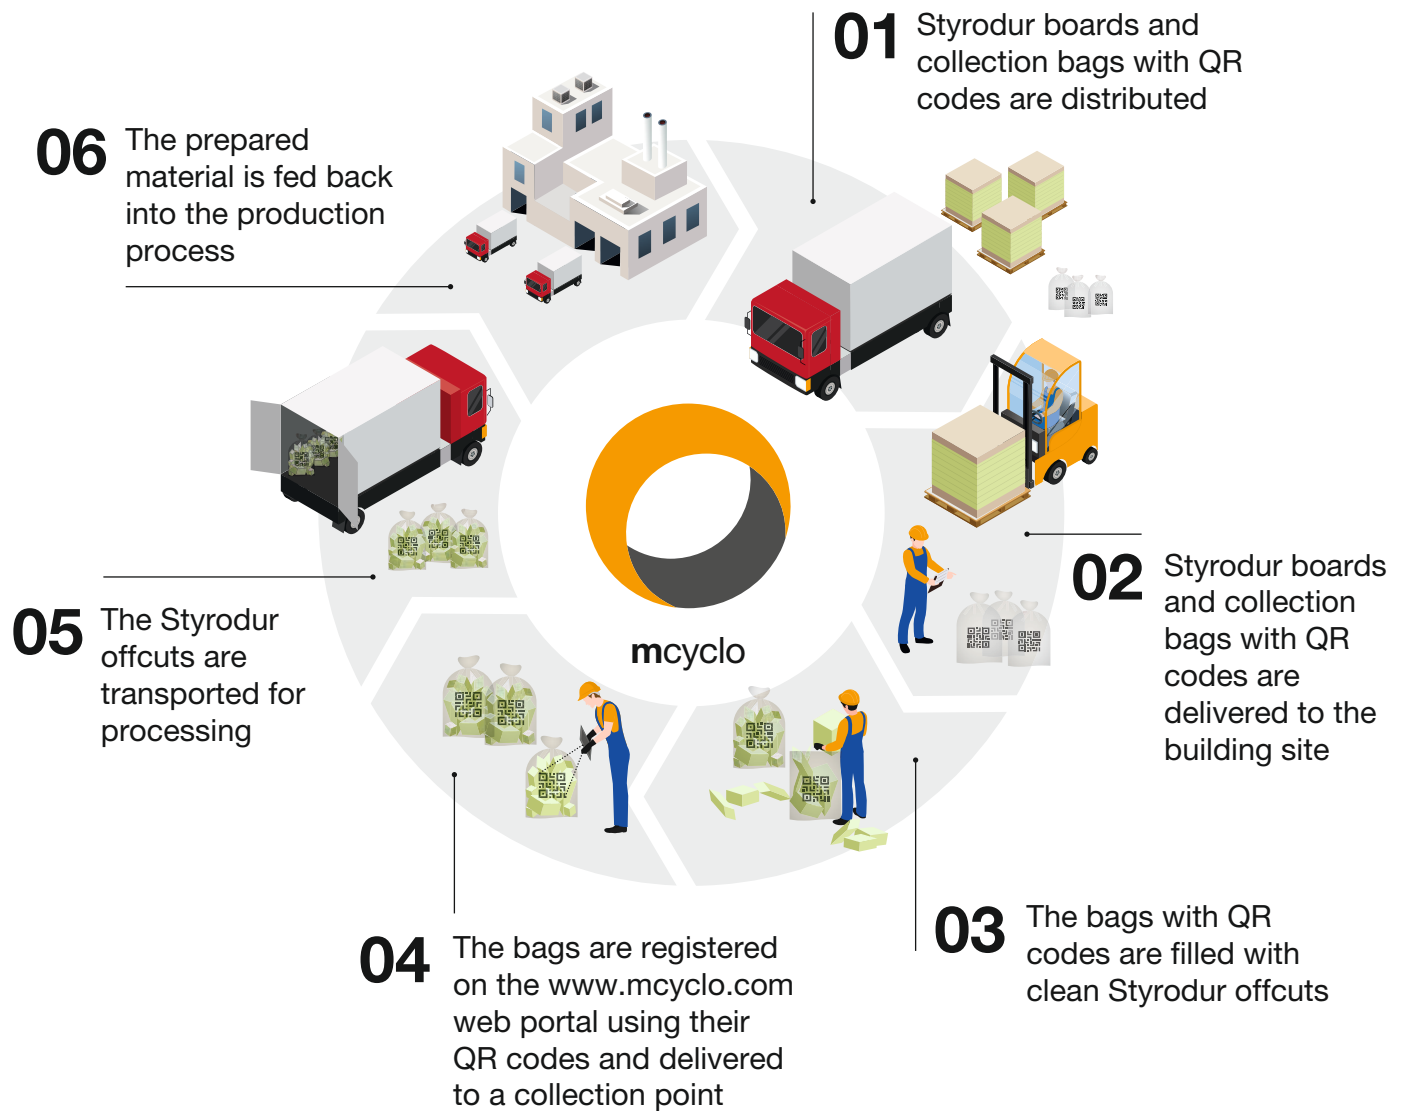 01
Styrodur boards and
collection bags with QR
codes are distributed
02
Styrodur boards
and collection
bags with QR
codes are
delivered to the
building site
03
The bags with QR
codes are filled with
clean Styrodur offcuts
04
The bags are registered
on the www.mcyclo.com
web portal using their
QR codes and delivered
to a collection point
05
The Styrodur
offcuts are
transported for
processing
06
The prepared
material is fed back
into the production
process
mcyclo